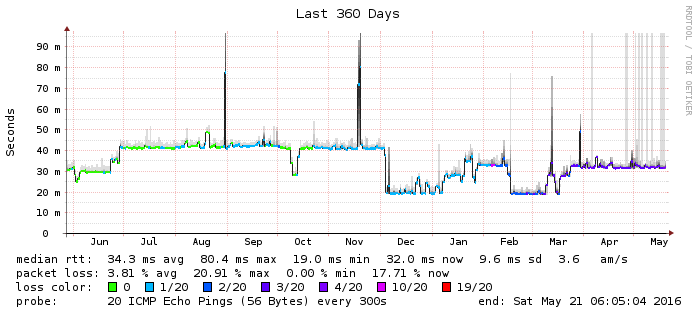 Last 360 Days
RRDTOOL / TOBI OETIKER
Seconds
90 m
80 m
70 m
60 m
50 m
40 m
30 m
20 m
10 m
0
Jun Jul Aug Sep Oct Nov Dec Jan Feb Mar Apr May
median rtt: 34.3 ms avg 80.4 ms max 19.0 ms min 32.0 ms now 9.6 ms sd 3.6 am/s
packet loss: 3.81 % avg 20.91 % max 0.00 % min 17.71 % now
loss color: 0 1/20 2/20 3/20 4/20 10/20 19/20
probe: 20 ICMP Echo Pings (56 Bytes) every 300s end: Sat May 21 06:05:04 2016